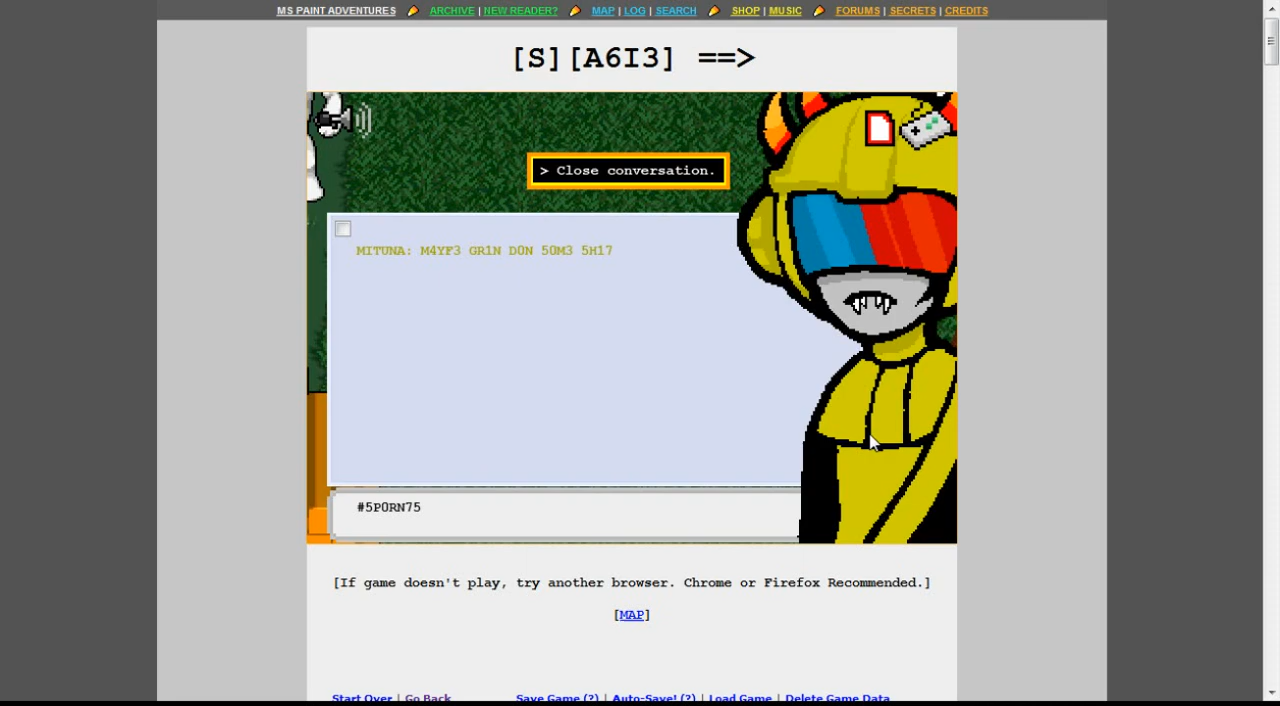 MS PAINT ADVENTURES ARCHIVE | NEW READER? MAP | LOG | SEARCH SHOP | MUSIC FORUMS | SECRETS | CREDITS
[S][A6I3] ==>
> Close conversation.
MITUNA: M4YF3 GR1N D0N 50M3 5H17
#5P0RN75
[If game doesn't play, try another browser. Chrome or Firefox Recommended.]
[MAP]
Start Over | Go Back Save Game (?) | Auto-Save! (?) | Load Game | Delete Game Data